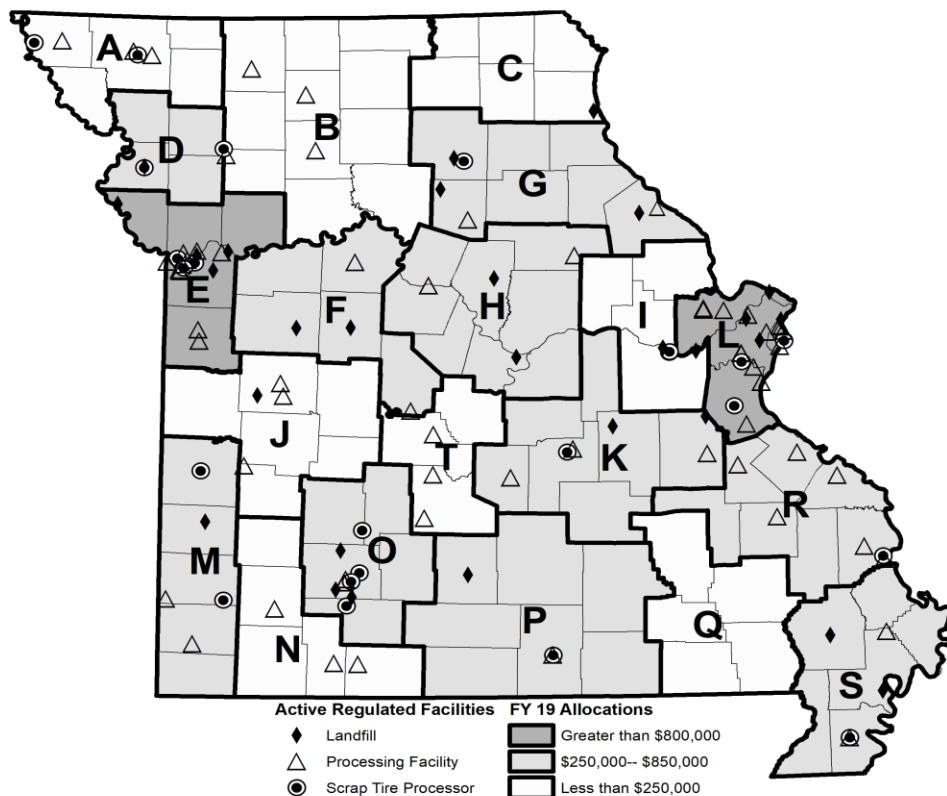 A
C
B
D
G
E
F
H
I
L
J
T
K
R
M
O
N
P
Q
S
Active Regulated Facilities FY 19 Allocations
Landfill Greater than $800,000
Processing Facility $250,000-- $850,000
Scrap Tire Processor Less than $250,000